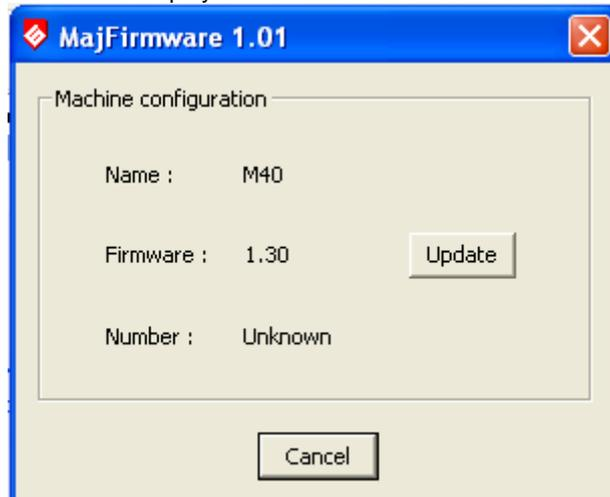 MajFirmware 1.01
Machine configuration
Name : M40
Firmware : 1.30 Update
Number : Unknown
Cancel